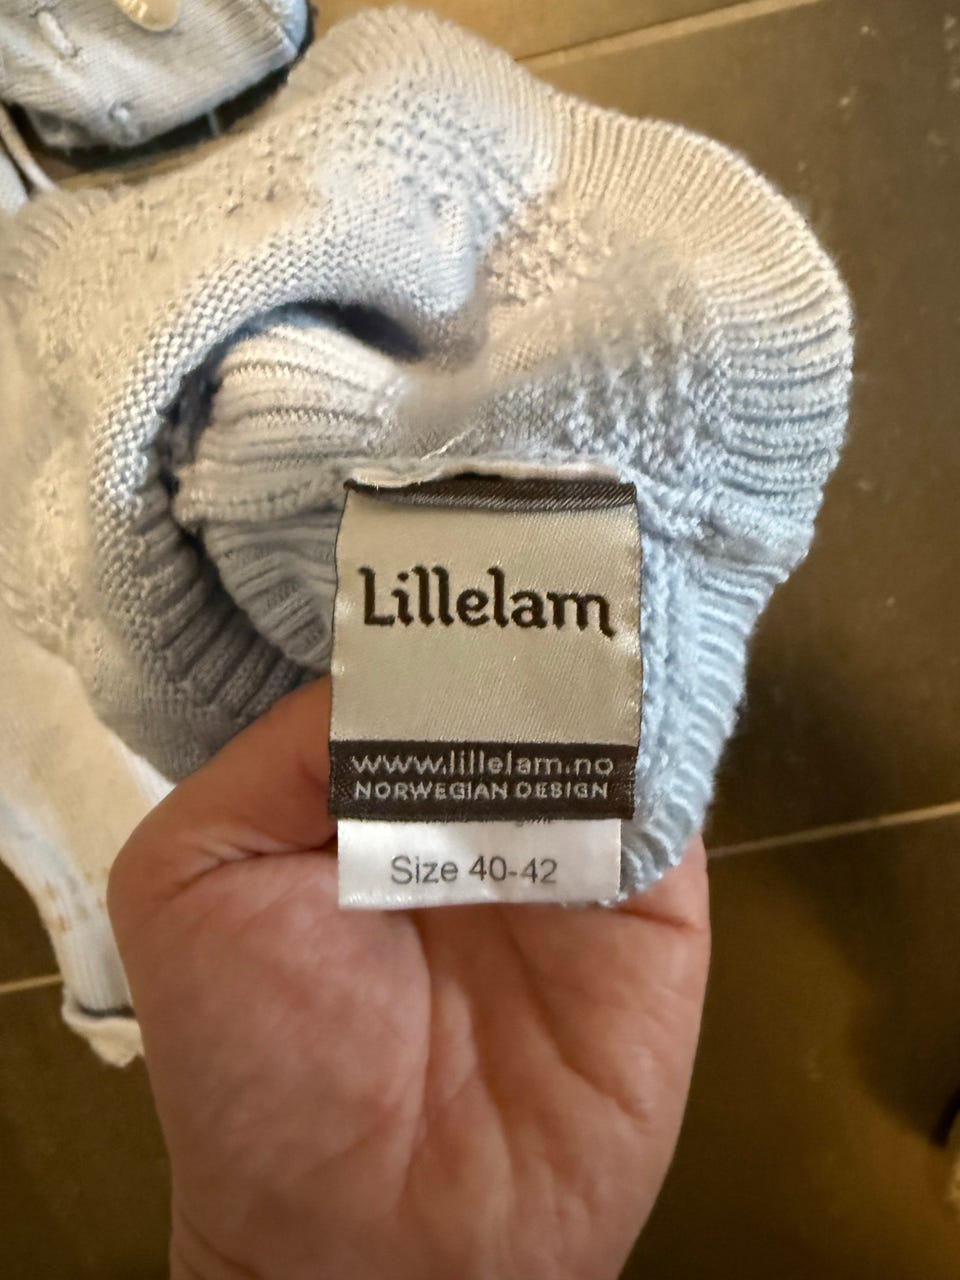 Lillelam
www.lillelam.no
NORWEGIAN DESIGN
Size 40-42